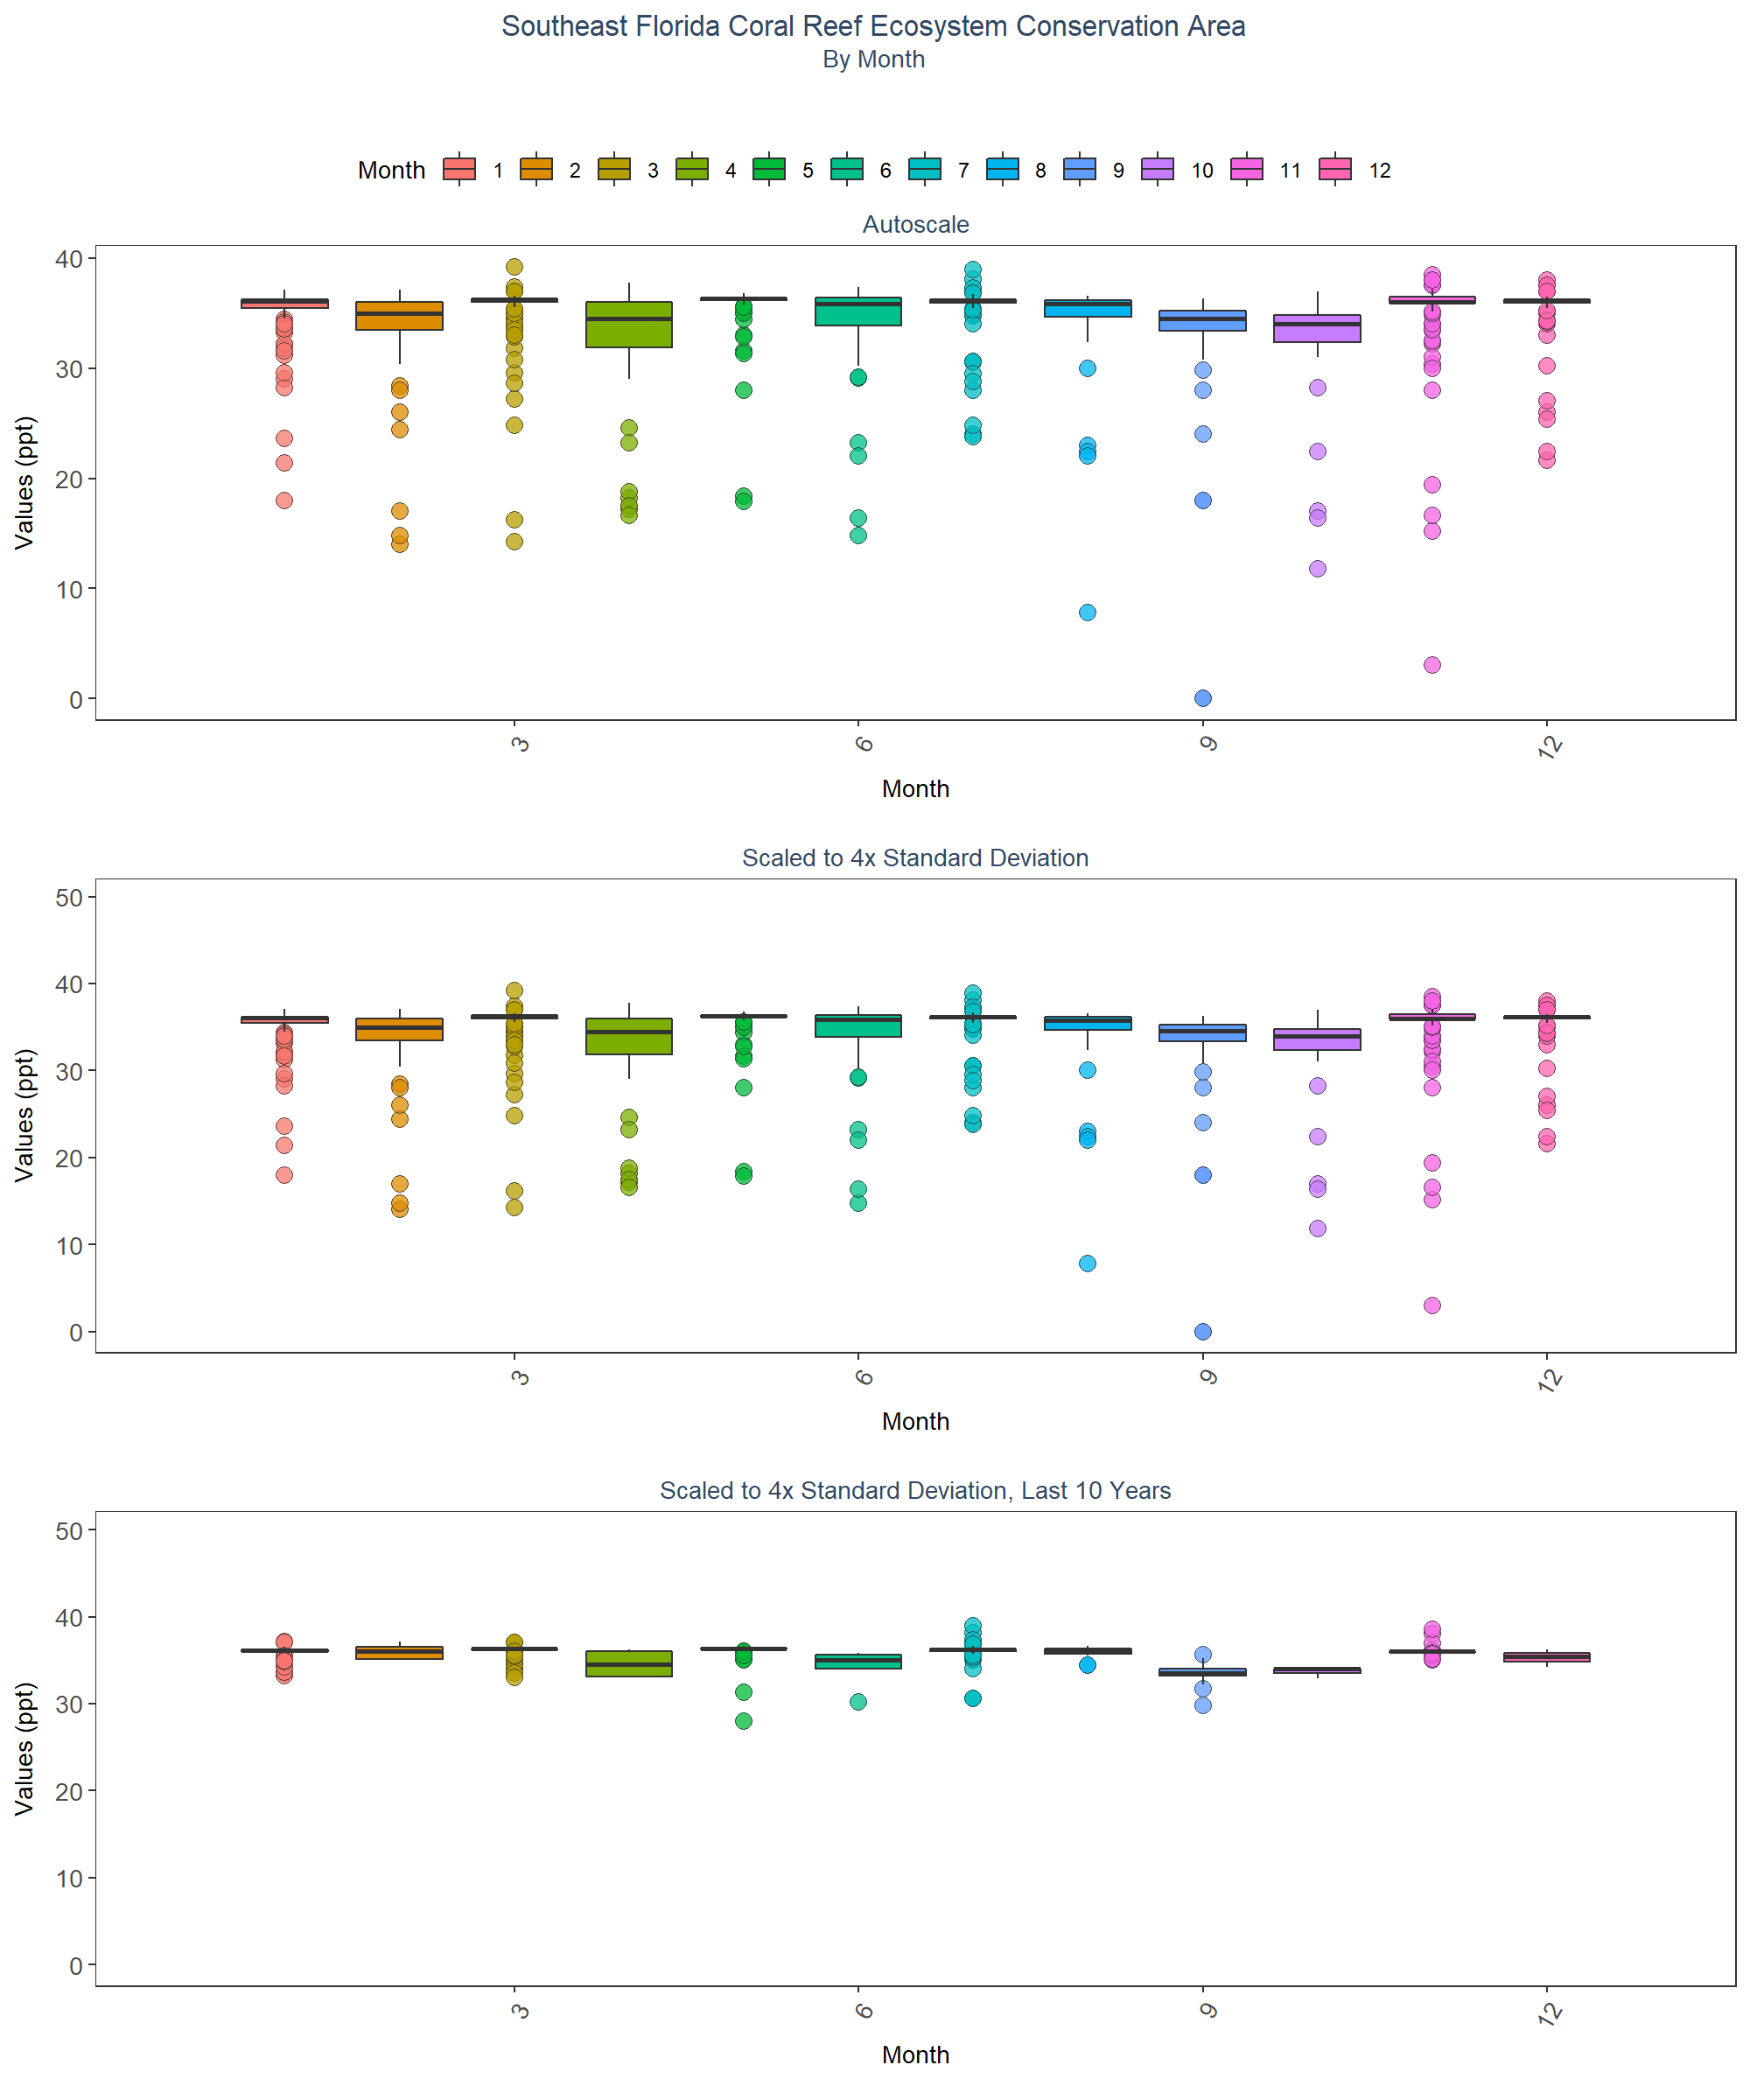 Southeast Florida Coral Reef Ecosystem Conservation Area
By Month
Month 1 2 3 4 5 6 7 8 9 10 11 12
Autoscale
Values (ppt)
40
30
20
10
0
3 6 9 12
Month
Scaled to 4x Standard Deviation
Values (ppt)
50
40
30
20
10
0
3 6 9 12
Month
Scaled to 4x Standard Deviation, Last 10 Years
Values (ppt)
50
40
30
20
10
0
3 6 9 12
Month